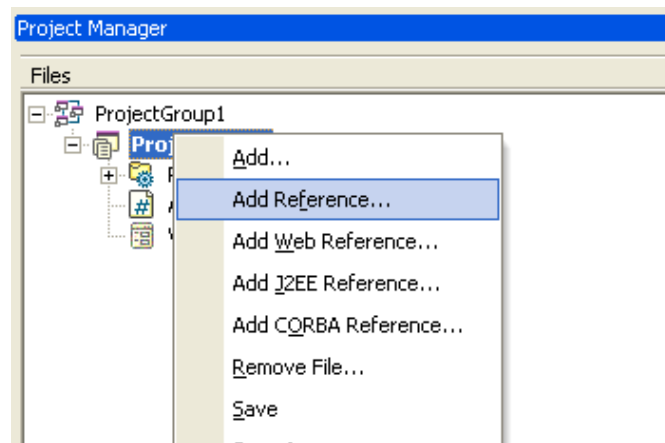 Project Manager
Files
ProjectGroup1
Add...
Add Reference...
Add Web Reference...
Add J2EE Reference...
Add CORBA Reference...
Remove File...
Save